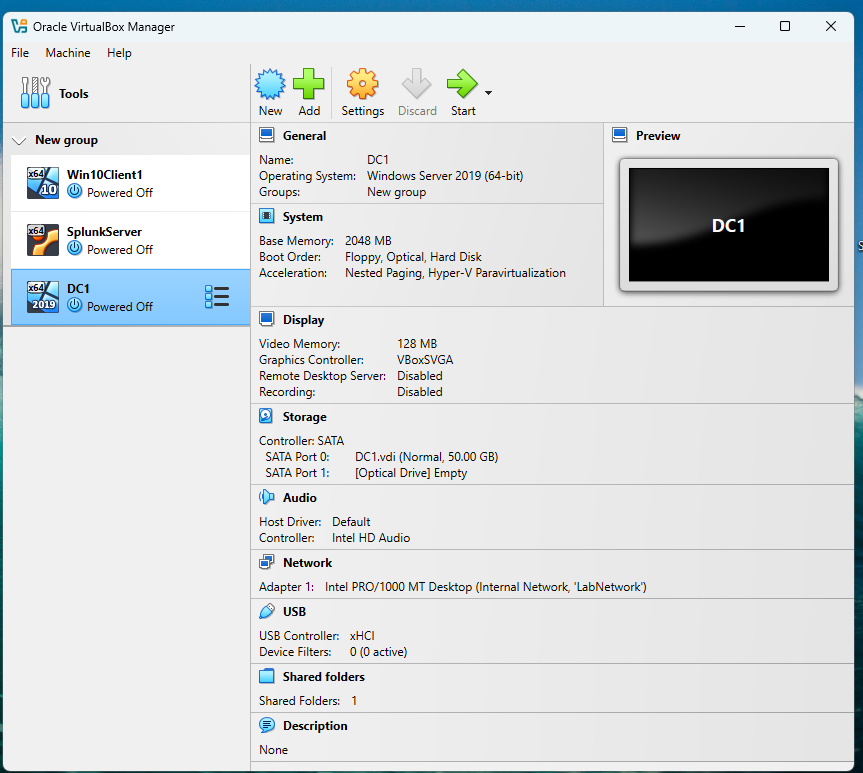 Oracle VirtualBox Manager
File Machine Help
Tools
New Add Settings Discard Start
New group
x64 10 Win10Client1
Powered Off
x64 SplunkServer
Powered Off
x64 2019 DC1
Powered Off
General
Name: DC1
Operating System: Windows Server 2019 (64-bit)
Groups: New group
System
Base Memory: 2048 MB
Boot Order: Floppy, Optical, Hard Disk
Acceleration: Nested Paging, Hyper-V Paravirtualization
Preview
DC1
Display
Video Memory: 128 MB
Graphics Controller: VBoxSVGA
Remote Desktop Server: Disabled
Recording: Disabled
Storage
Controller: SATA
SATA Port 0: DC1.vdi (Normal, 50.00 GB)
SATA Port 1: [Optical Drive] Empty
Audio
Host Driver: Default
Controller: Intel HD Audio
Network
Adapter 1: Intel PRO/1000 MT Desktop (Internal Network, 'LabNetwork')
USB
USB Controller: xHCI
Device Filters: 0 (0 active)
Shared folders
Shared Folders: 1
Description
None